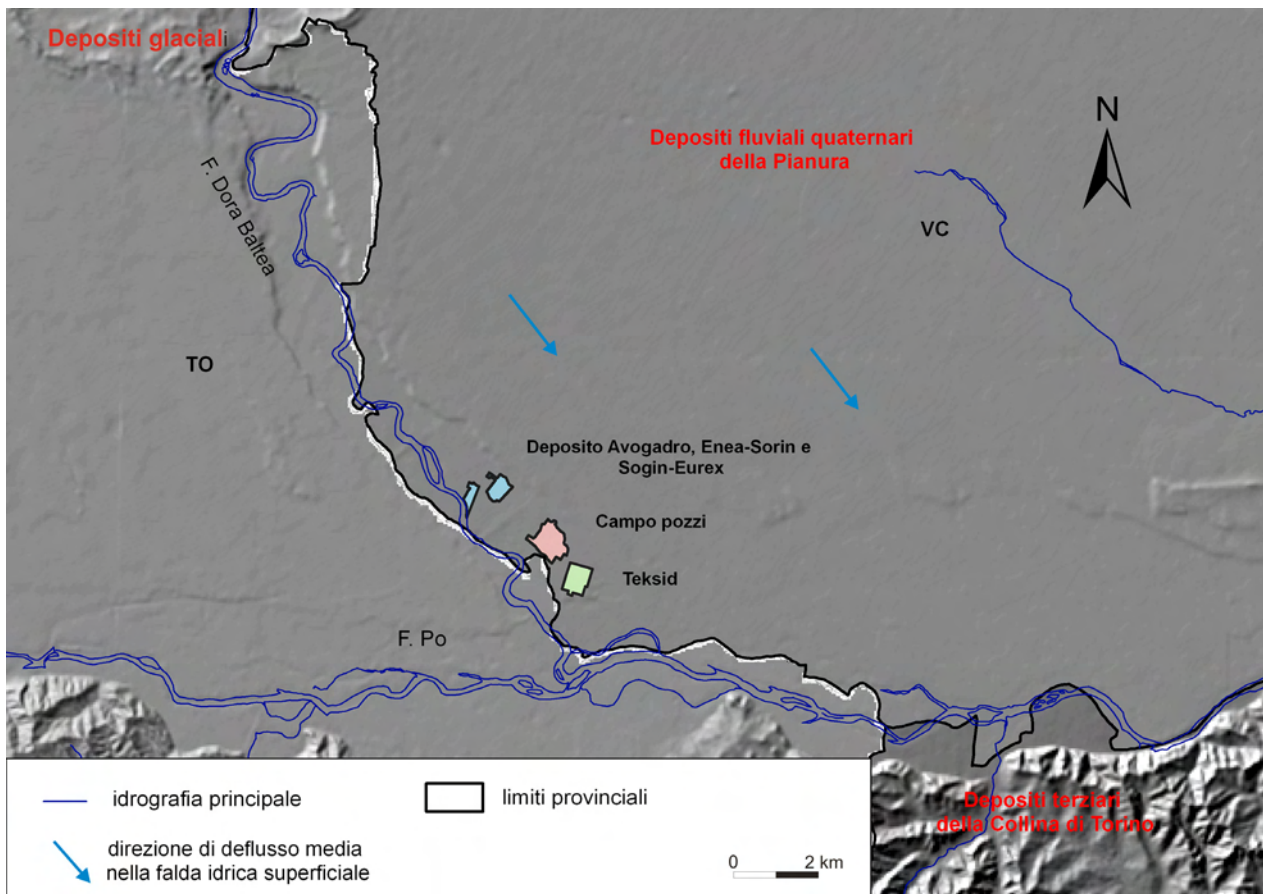 Depositi glaciali
Depositi fluviali quaternari
della Pianura
N
F. Dora Baltea
VC
TO
Deposito Avogadro, Enea-Sorin e
Sogin-Eurex
Campo pozzi
Teksid
F. Po
Depositi terziari
della Collina di Torino
idrografia principale
limiti provinciali
direzione di deflusso media
nella falda idrica superficiale
0 2 km